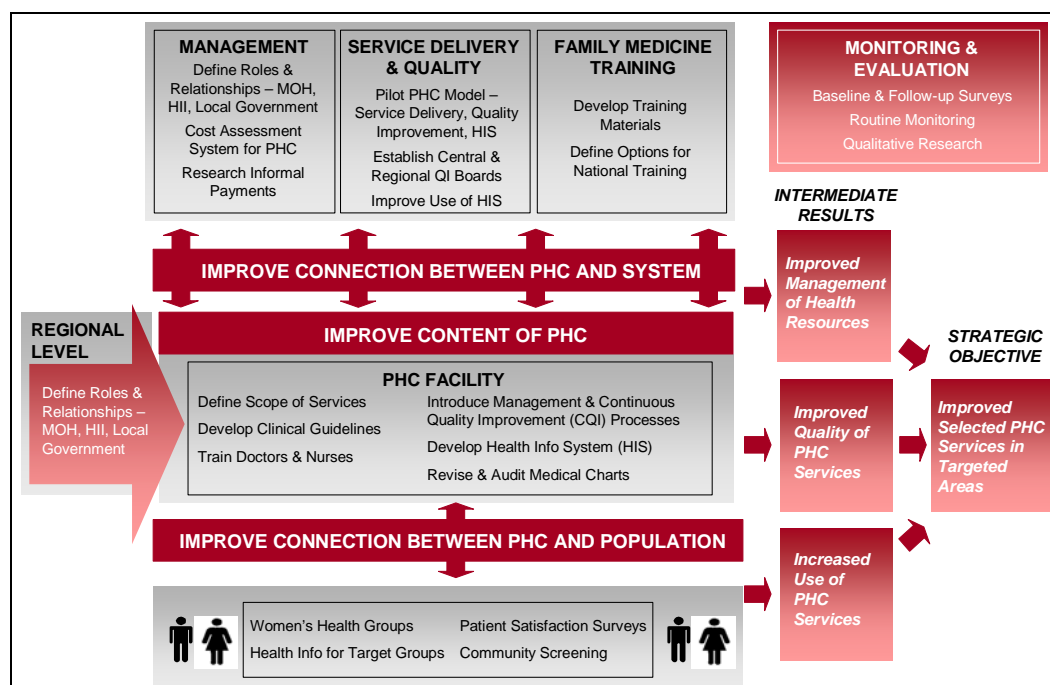 MANAGEMENT
Define Roles &
Relationships – MOH,
HII, Local Government
Cost Assessment
System for PHC
Research Informal
Payments
SERVICE DELIVERY
& QUALITY
Pilot PHC Model –
Service Delivery, Quality
Improvement, HIS
Establish Central &
Regional QI Boards
Improve Use of HIS
FAMILY MEDICINE
TRAINING
Develop Training
Materials
Define Options for
National Training
MONITORING &
EVALUATION
Baseline & Follow-up Surveys
Routine Monitoring
Qualitative Research
IMPROVE CONNECTION BETWEEN PHC AND SYSTEM
REGIONAL
LEVEL
Define Roles &
Relationships –
MOH, HII, Local
Government
IMPROVE CONTENT OF PHC
PHC FACILITY
Define Scope of Services
Develop Clinical Guidelines
Train Doctors & Nurses
Introduce Management & Continuous
Quality Improvement (CQI) Processes
Develop Health Info System (HIS)
Revise & Audit Medical Charts
IMPROVE CONNECTION BETWEEN PHC AND POPULATION
Women's Health Groups
Health Info for Target Groups
Patient Satisfaction Surveys
Community Screening
INTERMEDIATE
RESULTS
Improved
Management
of Health
Resources
Improved
Quality of
PHC
Services
Increased
Use of
PHC
Services
STRATEGIC
OBJECTIVE
Improved
Selected PHC
Services in
Targeted
Areas